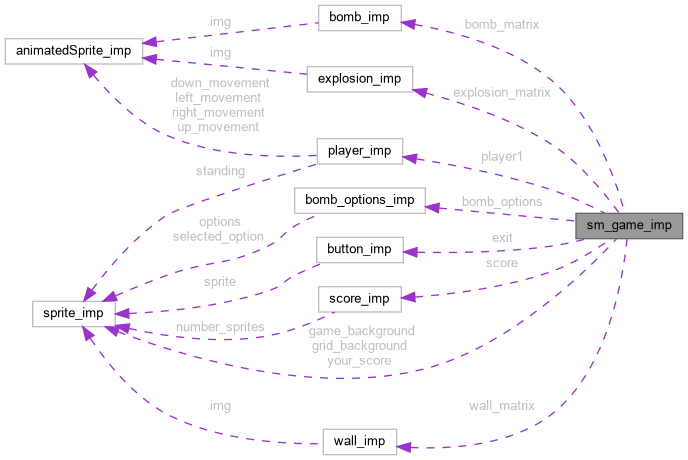 bomb_imp
bomb_matrix
img
animatedSprite_imp
img
explosion_imp
explosion_matrix
down_movement
left_movement
right_movement
up_movement
player_imp
player1
standing
bomb_options_imp
bomb_options
options
selected_option
sm_game_imp
button_imp
exit
sprite
score
score_imp
sprite_imp
number_sprites
game_background
grid_background
your_score
img
wall_matrix
wall_imp